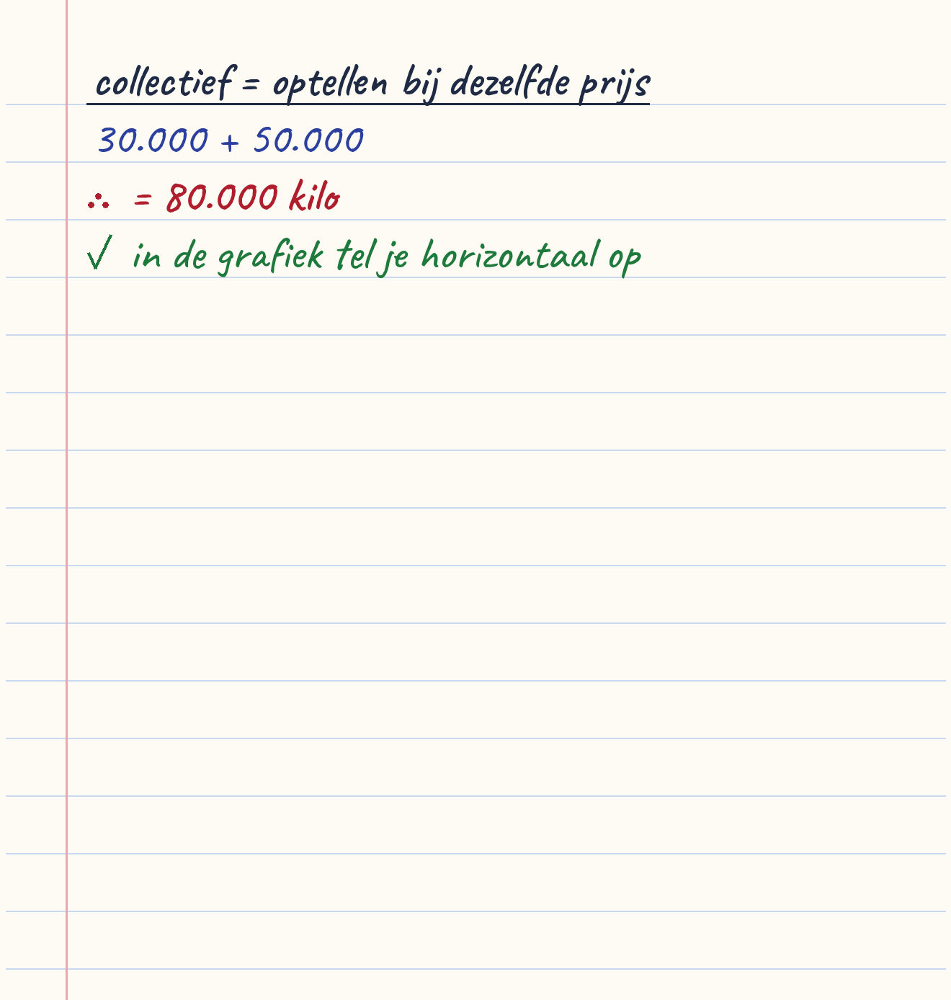 collectief = optellen bij dezelfde prijs
30.000 + 50.000
∴ = 80.000 kilo
✓ in de grafiek tel je horizontaal op